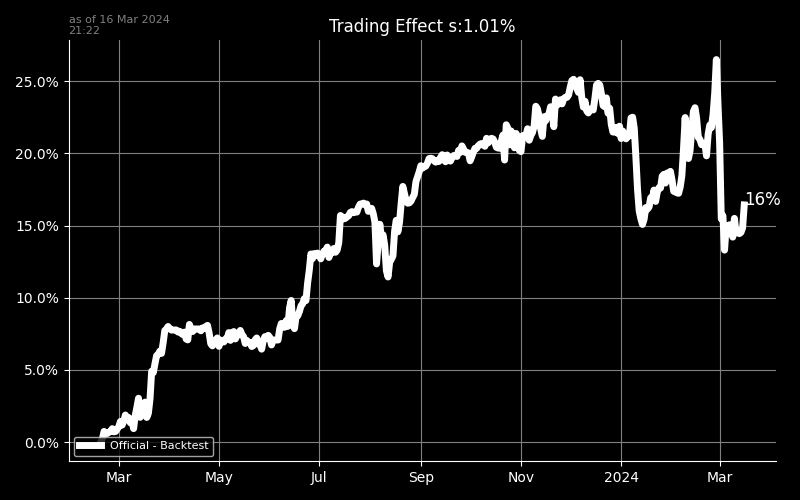 as of 16 Mar 2024
21:22
Trading Effect s:1.01%
25.0%
20.0%
15.0%
10.0%
5.0%
0.0%
16%
Official - Backtest
Mar
May
Jul
Sep
Nov
2024
Mar